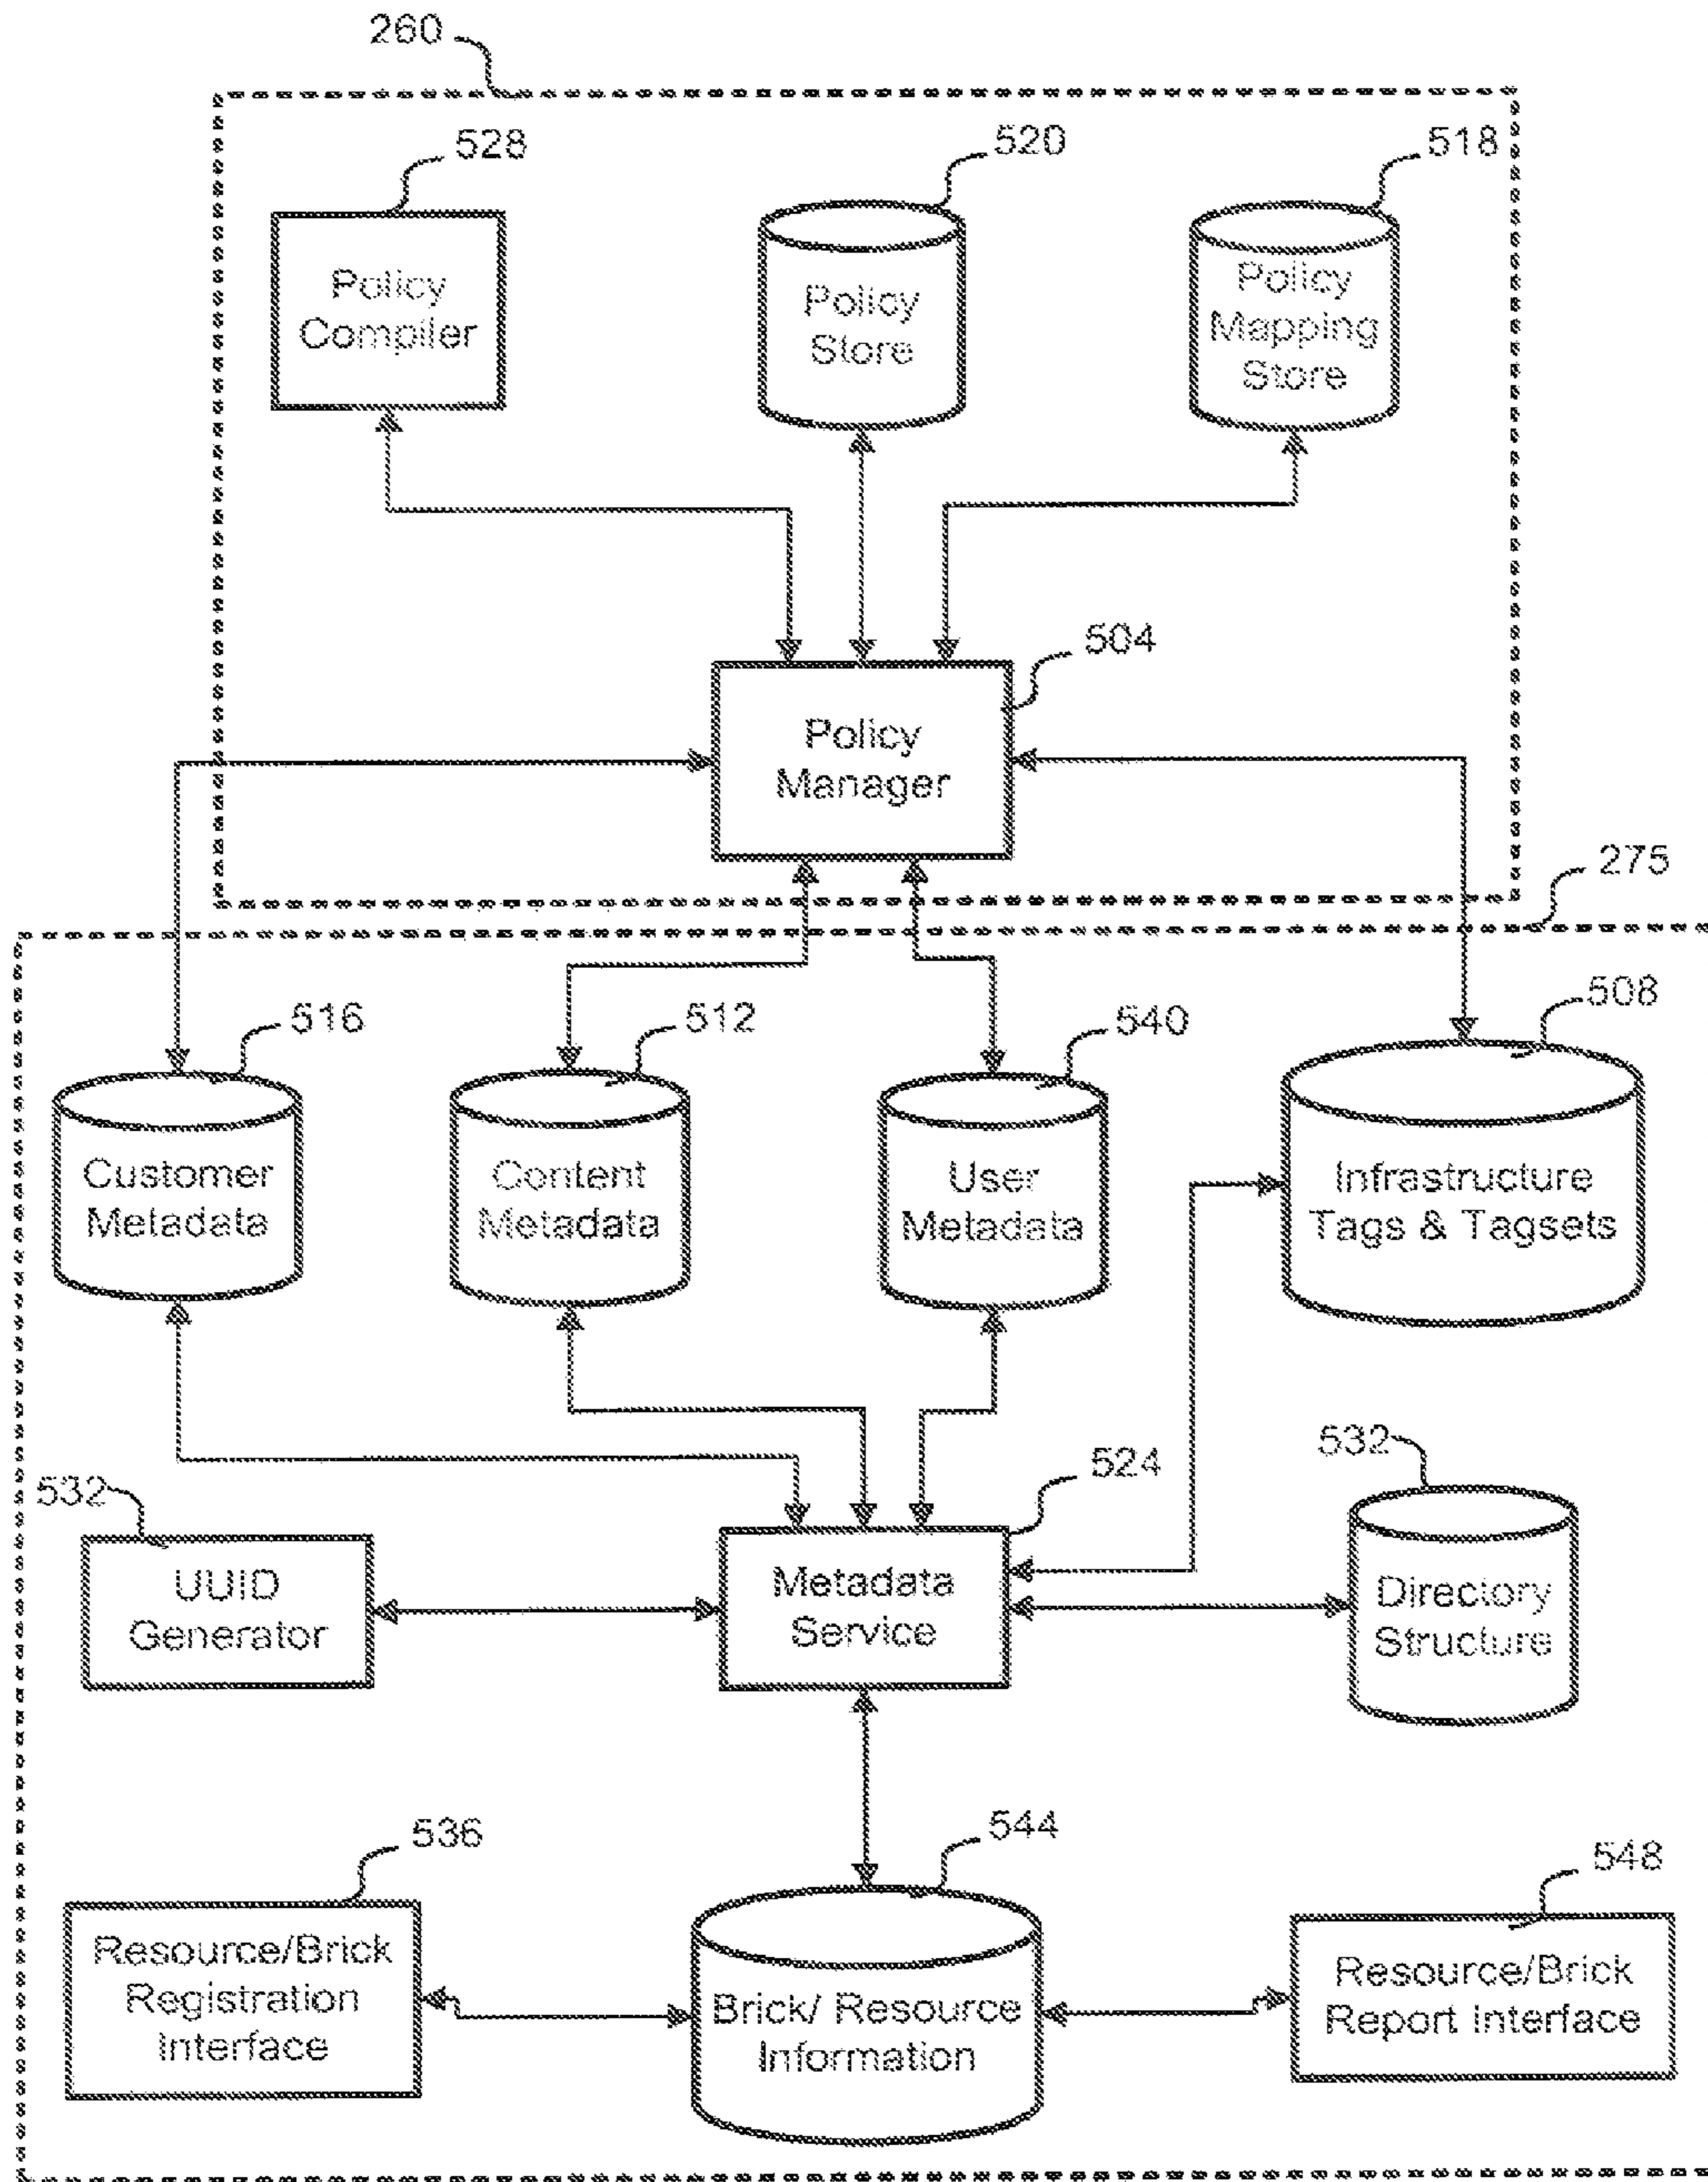 260
528
520
518
Policy
Compiler
Policy
Store
Policy
Mapping
Store
504
Policy
Manager
275
516
512
540
508
Customer
Metadata
Content
Metadata
User
Metadata
Infrastructure
Tags & Tagsets
532
524
532
UUID
Generator
Metadata
Service
Directory
Structure
536
544
548
Resource/Brick
Registration
Interface
Brick/ Resource
Information
Resource/Brick
Report Interface